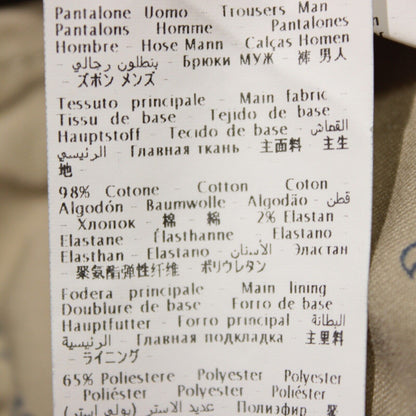 Pantalone Uomo - Trousers Man -
Pantalons Homme - Pantalones
Hombre - Hose Mann - Calças Homen
- بنطلون رجالي - Брюки МУЖ - 裤 男人
- ズボン メンズ -
Tessuto principale - Main fabric -
Tissu de base - Tejido de base -
Hauptstoff - Tecido de base - القماش
الرئيسي - Главная ткань - 主面料 - 主生
地 -
98% Cotone - Cotton - Coton -
Algodón - Baumwolle - Algodão - قطن
- Хлопок - 棉 - 綿 - 2% Elastan -
Elastane - Élasthanne - Elastano -
Elasthan - Elastano - الأستان - Эластан
- 聚氨酯弹性纤维 - ポリウレタン
Fodera principale - Main lining -
Doublure de base - Forro de base -
Hauptfutter - Forro principal - البطانة
الرئيسية - Главная подкладка - 主里料
- ライニング -
65% Poliestere - Polyester -
Polyester - Poliéster - Polyester -
Poliéster - عديد الاستر (بولي استر) - Полиэфир - 聚